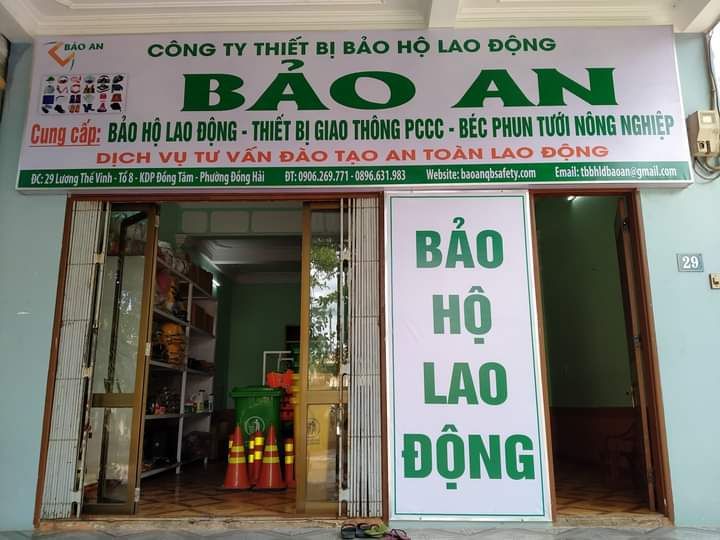 BẢO AN
CÔNG TY THIẾT BỊ BẢO HỘ LAO ĐỘNG
BẢO AN
Cung cấp: BẢO HỘ LAO ĐỘNG - THIẾT BỊ GIAO THÔNG PCCC - BÉC PHUN TƯỚI NÔNG NGHIỆP
DỊCH VỤ TƯ VẤN ĐÀO TẠO AN TOÀN LAO ĐỘNG
ĐC: 29 Lương Thế Vinh - Tổ 8 - KDP Đồng Tâm - Phường Đồng Hải ĐT: 0906.269.771 - 0896.631.983 Website: baoanqbsafety.com Email: tbbhldbaoan@gmail.com
29
BẢO
HỘ
LAO
ĐỘNG